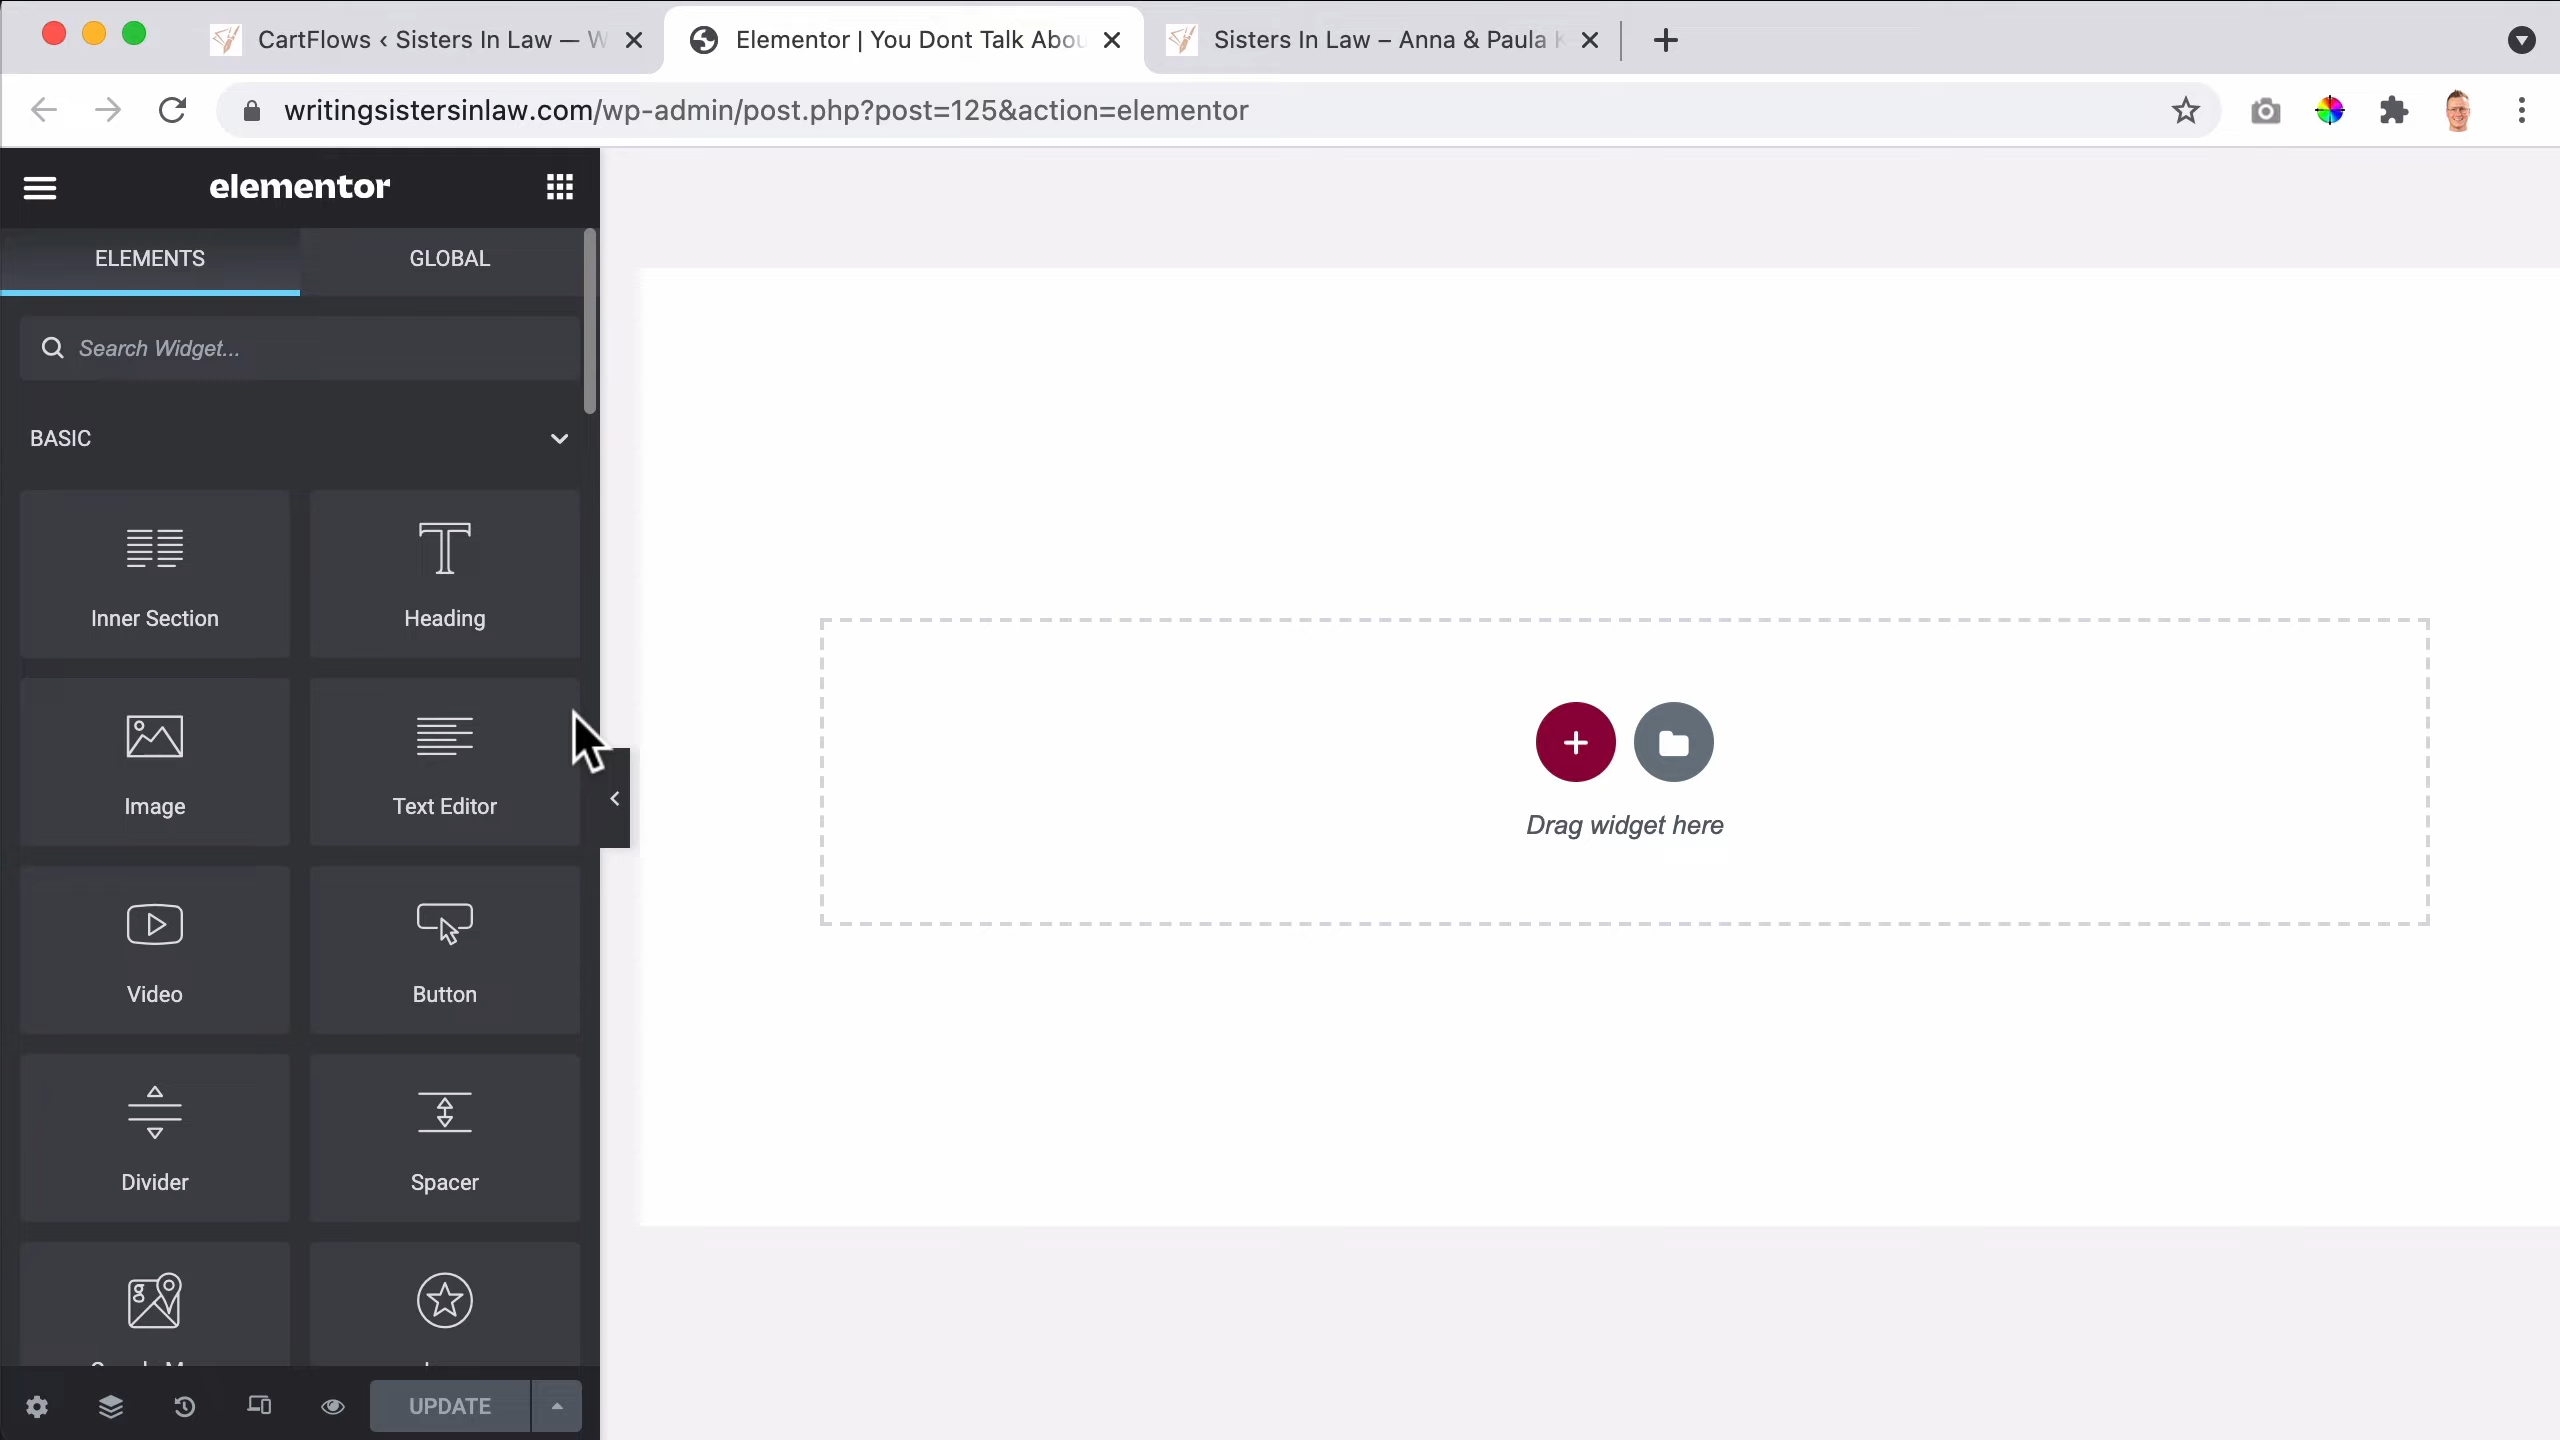 CartFlows ‹ Sisters In Law — W
Elementor | You Dont Talk Abou
Sisters In Law – Anna & Paula K
writingsistersinlaw.com/wp-admin/post.php?post=125&action=elementor
elementor
ELEMENTS
GLOBAL
Search Widget...
BASIC
Inner Section
Heading
Image
Text Editor
Video
Button
Divider
Spacer
Drag widget here
UPDATE